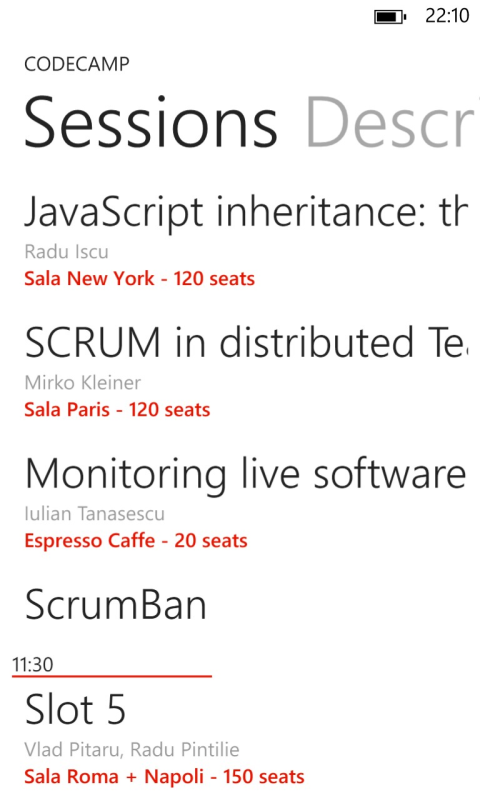 22:10
CODECAMP
Sessions Descr
JavaScript inheritance: th
Radu Iscu
Sala New York - 120 seats
SCRUM in distributed Tea
Mirko Kleiner
Sala Paris - 120 seats
Monitoring live software
Iulian Tanasescu
Espresso Caffe - 20 seats
ScrumBan
11:30
Slot 5
Vlad Pitaru, Radu Pintilie
Sala Roma + Napoli - 150 seats